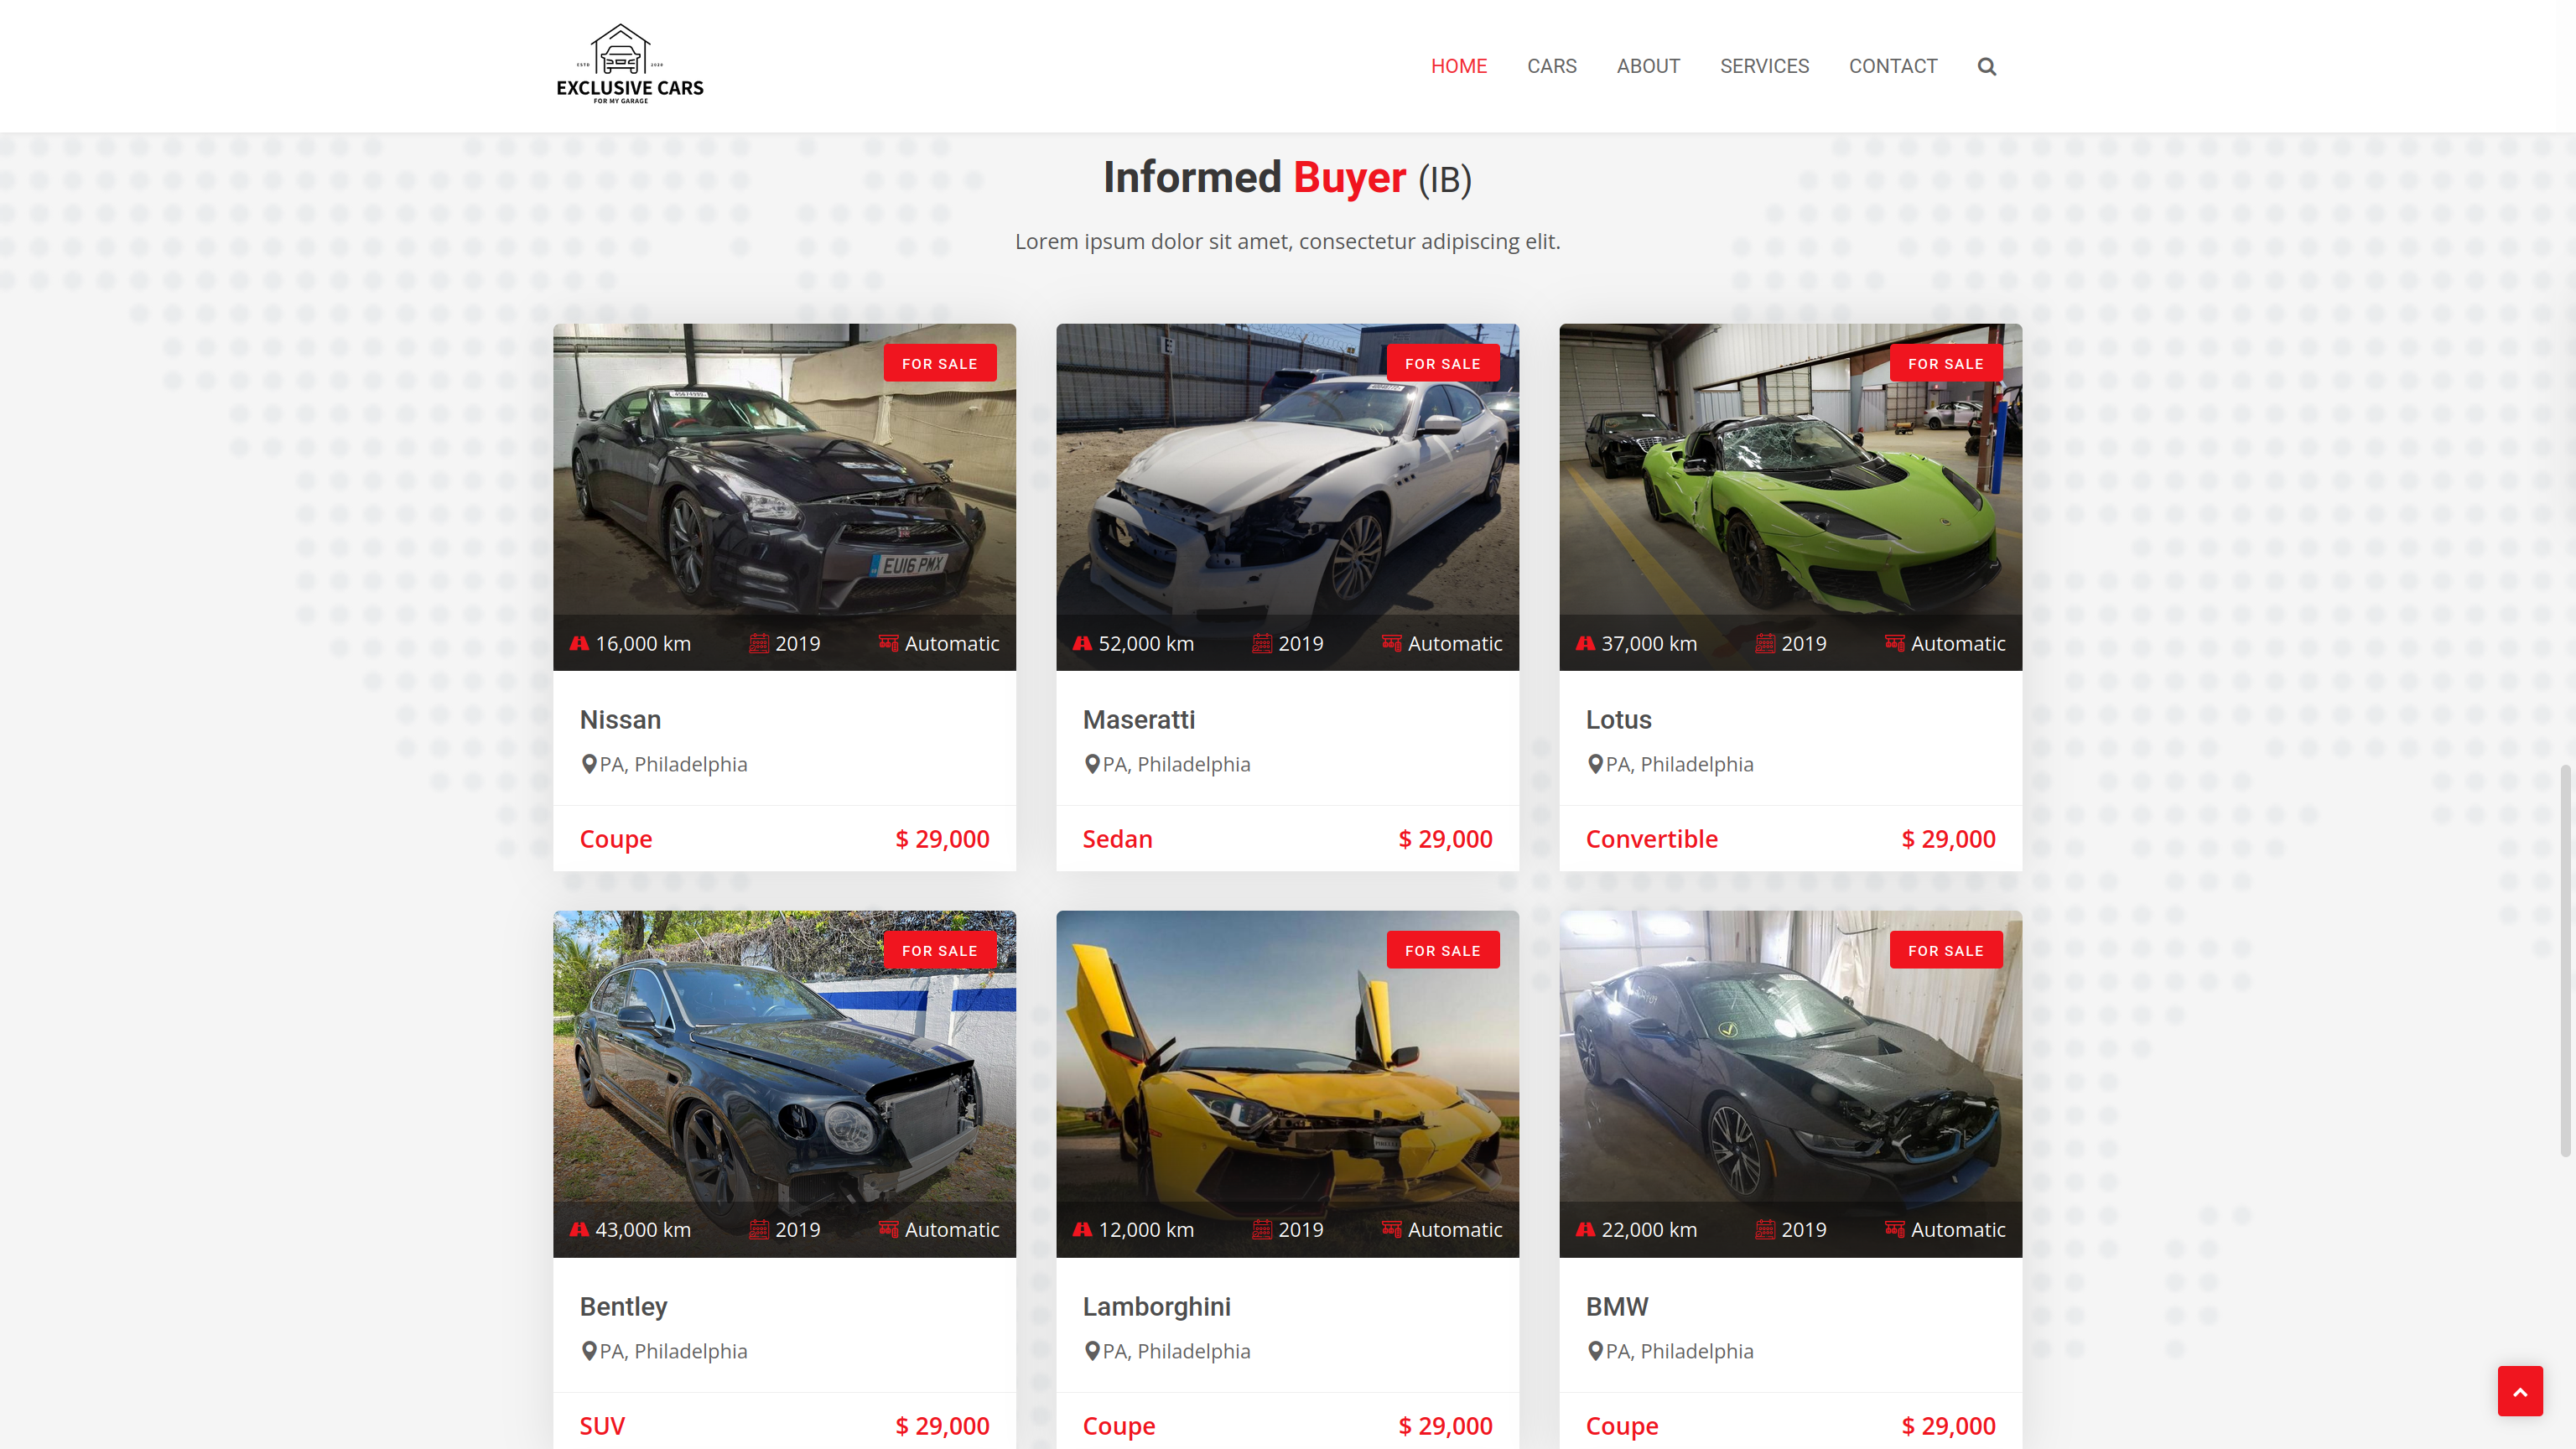 ESTD 2020
EXCLUSIVE CARS
FOR MY GARAGE
HOME CARS ABOUT SERVICES CONTACT
Informed Buyer (IB)
Lorem ipsum dolor sit amet, consectetur adipiscing elit.
FOR SALE
EU16 PMX
16,000 km 2019 Automatic
Nissan
PA, Philadelphia
Coupe $ 29,000
FOR SALE
E
52,000 km 2019 Automatic
Maseratti
PA, Philadelphia
Sedan $ 29,000
FOR SALE
37,000 km 2019 Automatic
Lotus
PA, Philadelphia
Convertible $ 29,000
FOR SALE
43,000 km 2019 Automatic
Bentley
PA, Philadelphia
SUV $ 29,000
FOR SALE
12,000 km 2019 Automatic
Lamborghini
PA, Philadelphia
Coupe $ 29,000
FOR SALE
22,000 km 2019 Automatic
BMW
PA, Philadelphia
Coupe $ 29,000